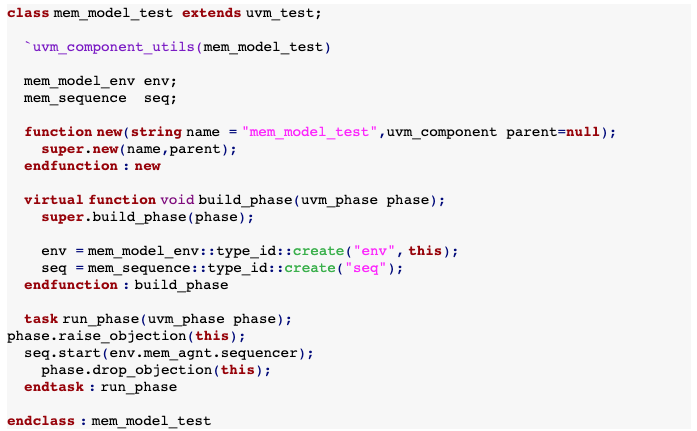 class mem_model_test extends uvm_test;
`uvm_component_utils(mem_model_test)
mem_model_env env;
mem_sequence  seq;
function new(string name = "mem_model_test",uvm_component parent=null);
super.new(name,parent);
endfunction : new
virtual function void build_phase(uvm_phase phase);
super.build_phase(phase);
env = mem_model_env::type_id::create("env", this);
seq = mem_sequence::type_id::create("seq");
endfunction : build_phase
task run_phase(uvm_phase phase);
phase.raise_objection(this);
seq.start(env.mem_agnt.sequencer);
phase.drop_objection(this);
endtask : run_phase
endclass : mem_model_test